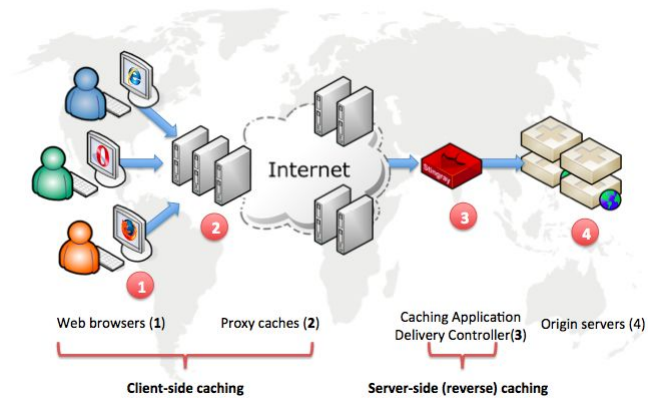 Internet
Stingray
1
2
3
4
Web browsers (1)
Proxy caches (2)
Caching Application
Delivery Controller(3)
Origin servers (4)
Client-side caching
Server-side (reverse) caching